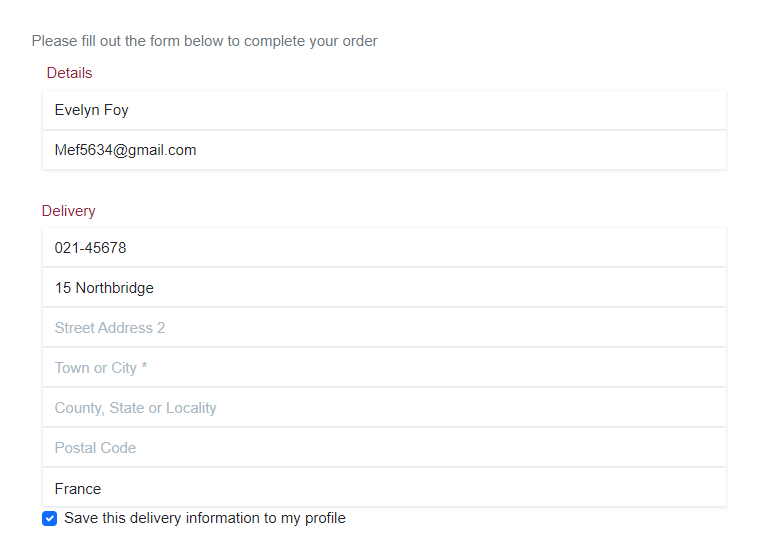 Please fill out the form below to complete your order
Details
Evelyn Foy
Mef5634@gmail.com
Delivery
021-45678
15 Northbridge
Street Address 2
Town or City *
County, State or Locality
Postal Code
France
Save this delivery information to my profile